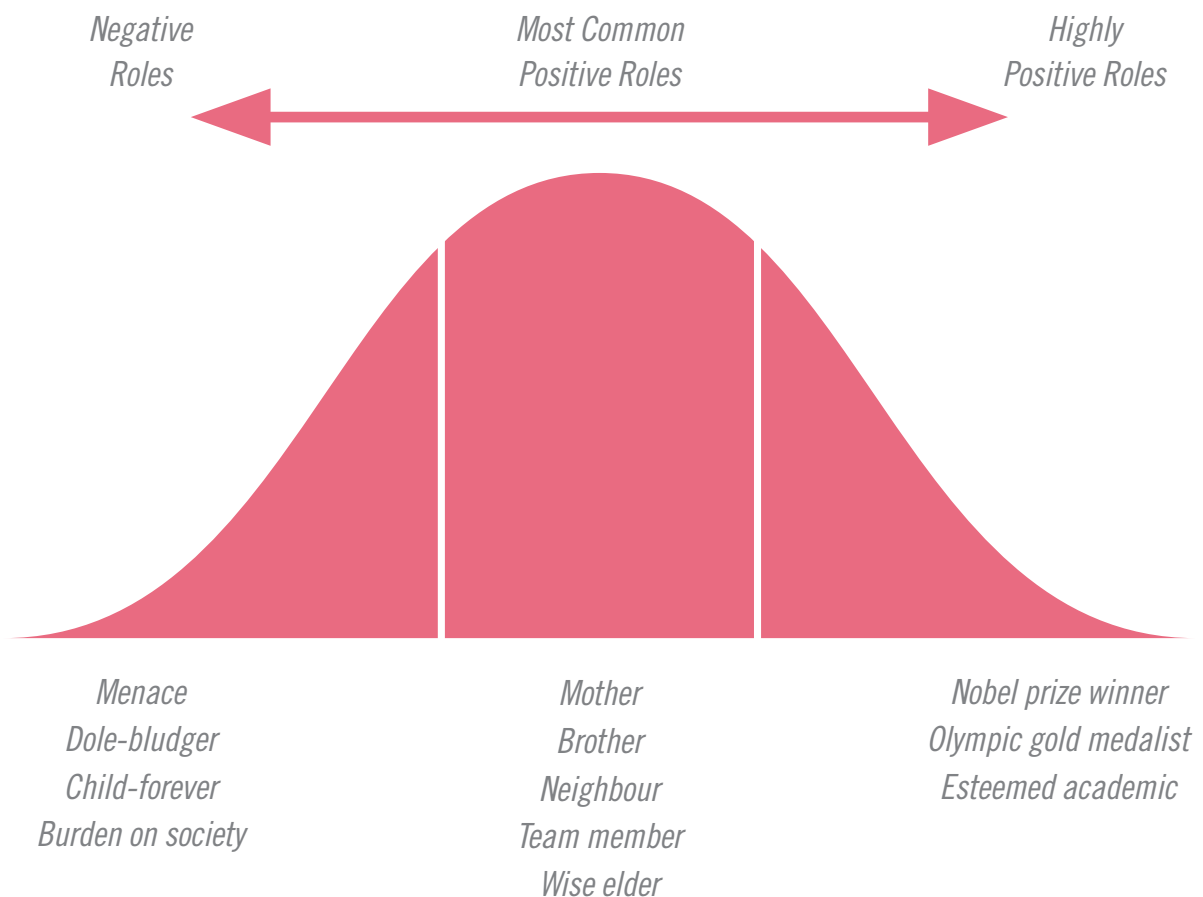 Negative
Roles
Most Common
Positive Roles
Highly
Positive Roles
Menace
Dole-bludger
Child-forever
Burden on society
Mother
Brother
Neighbour
Team member
Wise elder
Nobel prize winner
Olympic gold medalist
Esteemed academic